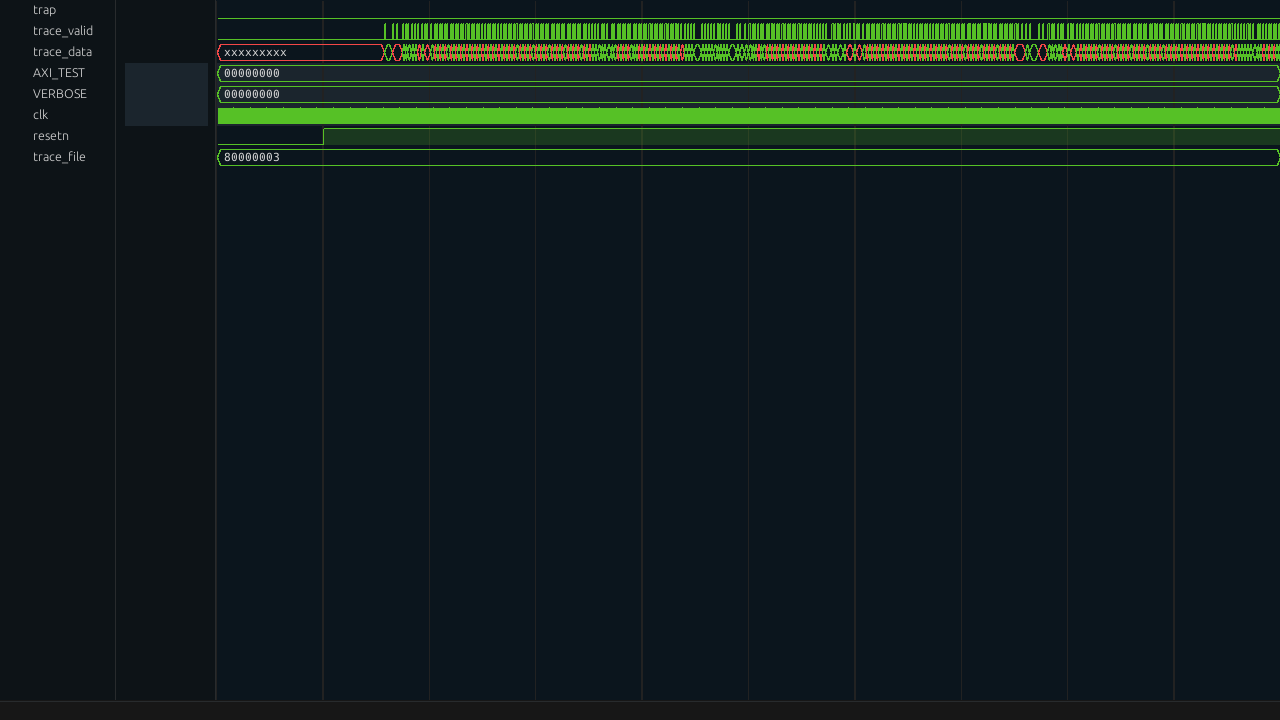 trap
trace_valid
trace_data xxxxxxxxx
AXI_TEST 00000000
VERBOSE 00000000
clk
resetn
trace_file 80000003